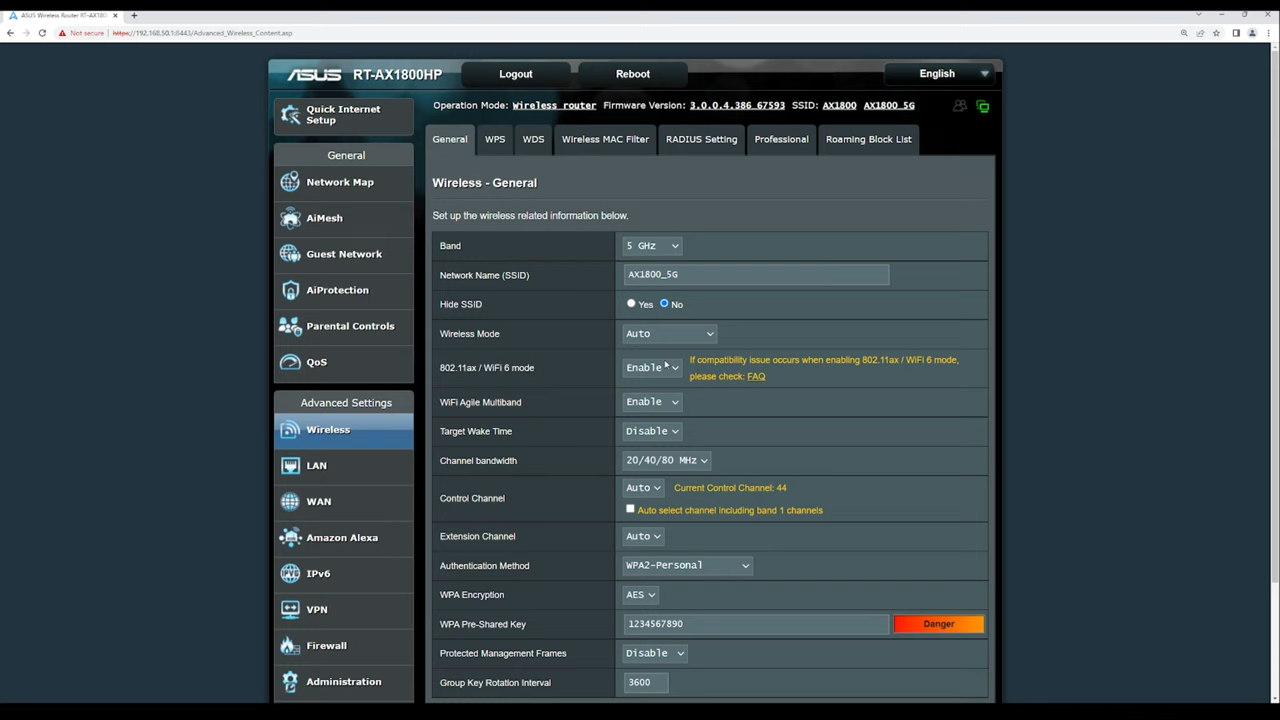 ASUS Wireless Router RT-AX180
Not secure https://192.168.50.1:8443/Advanced_Wireless_Content.asp
ASUS RT-AX1800HP Logout Reboot English
Quick Internet Setup
Operation Mode: Wireless router Firmware Version: 3.0.0.4.386_67593 SSID: AX1800 AX1800_5G
General WPS WDS Wireless MAC Filter RADIUS Setting Professional Roaming Block List
General
Network Map
AiMesh
Guest Network
AiProtection
Parental Controls
QoS
Advanced Settings
Wireless
LAN
WAN
Amazon Alexa
IPv6
VPN
Firewall
Administration
Wireless - General
Set up the wireless related information below.
Band 5 GHz
Network Name (SSID) AX1800_5G
Hide SSID Yes No
Wireless Mode Auto
802.11ax / WiFi 6 mode Enable If compatibility issue occurs when enabling 802.11ax / WiFi 6 mode,
please check: FAQ
WiFi Agile Multiband Enable
Target Wake Time Disable
Channel bandwidth 20/40/80 MHz
Control Channel Auto Current Control Channel: 44
Auto select channel including band 1 channels
Extension Channel Auto
Authentication Method WPA2-Personal
WPA Encryption AES
WPA Pre-Shared Key 1234567890 Danger
Protected Management Frames Disable
Group Key Rotation Interval 3600